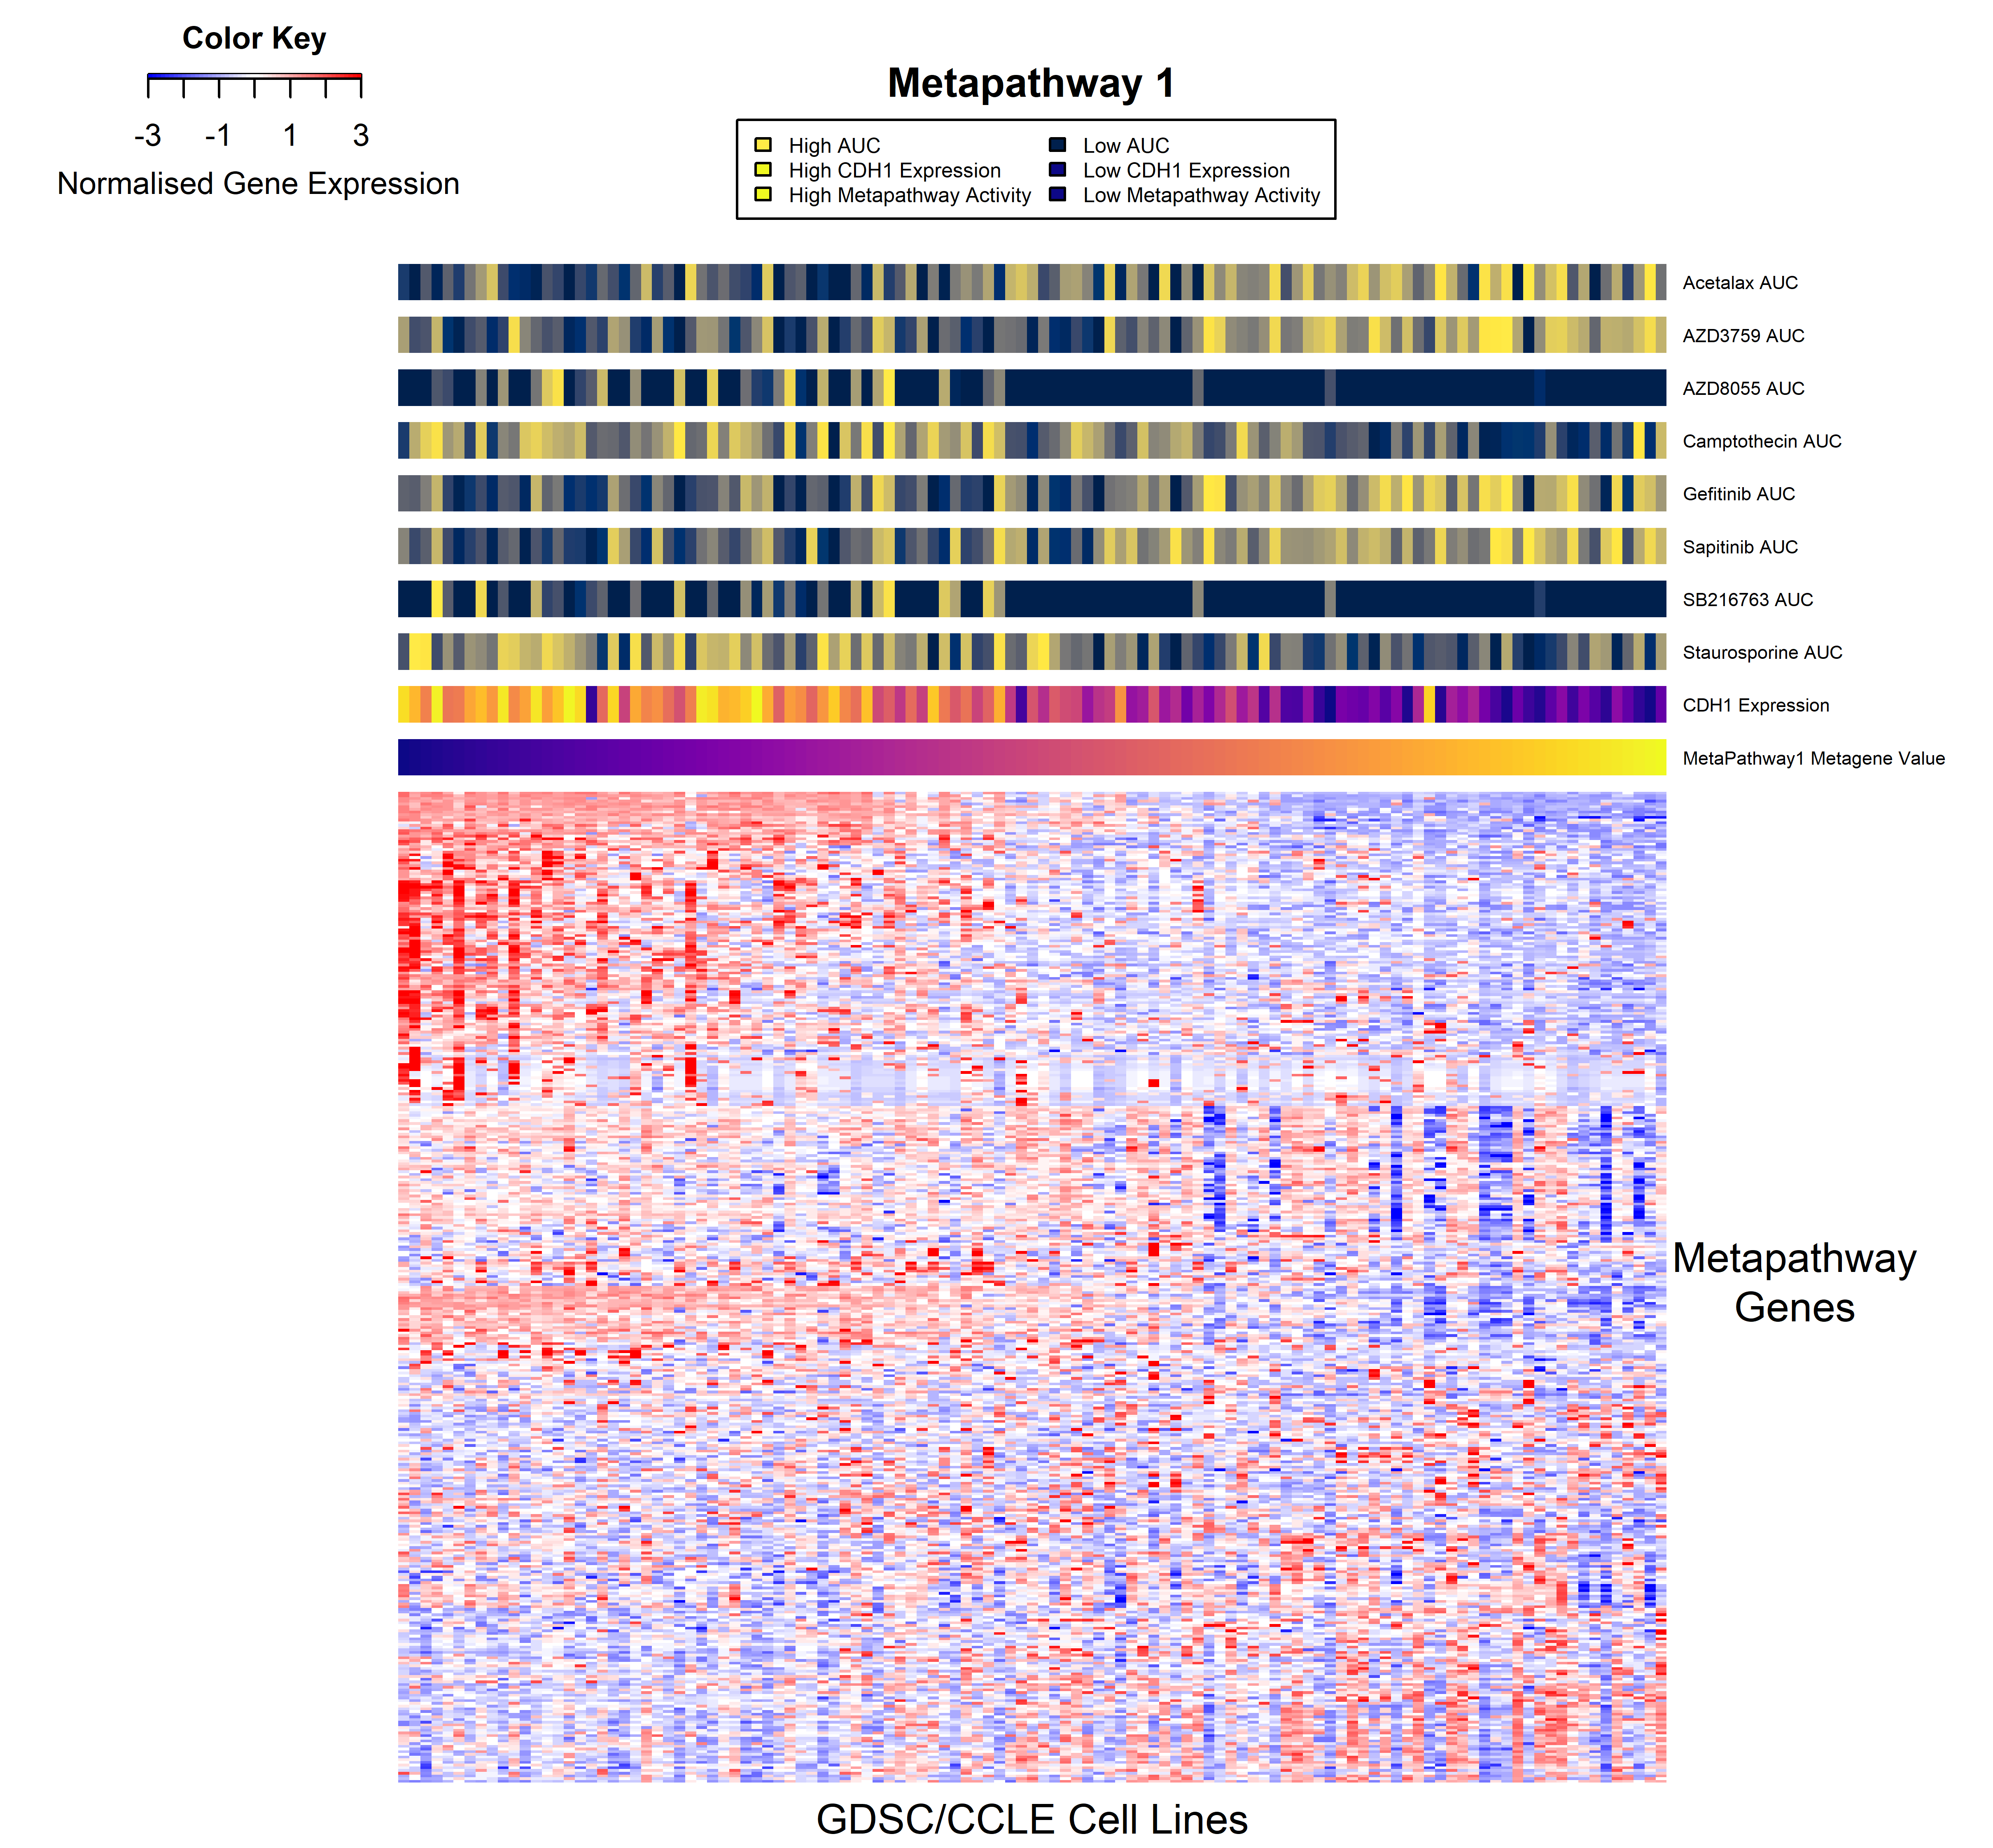 Color Key
-3 -1 1 3
Normalised Gene Expression
Metapathway 1
High AUC Low AUC
High CDH1 Expression Low CDH1 Expression
High Metapathway Activity Low Metapathway Activity
Acetalax AUC
AZD3759 AUC
AZD8055 AUC
Camptothecin AUC
Gefitinib AUC
Sapitinib AUC
SB216763 AUC
Staurosporine AUC
CDH1 Expression
MetaPathway1 Metagene Value
Metapathway
Genes
GDSC/CCLE Cell Lines